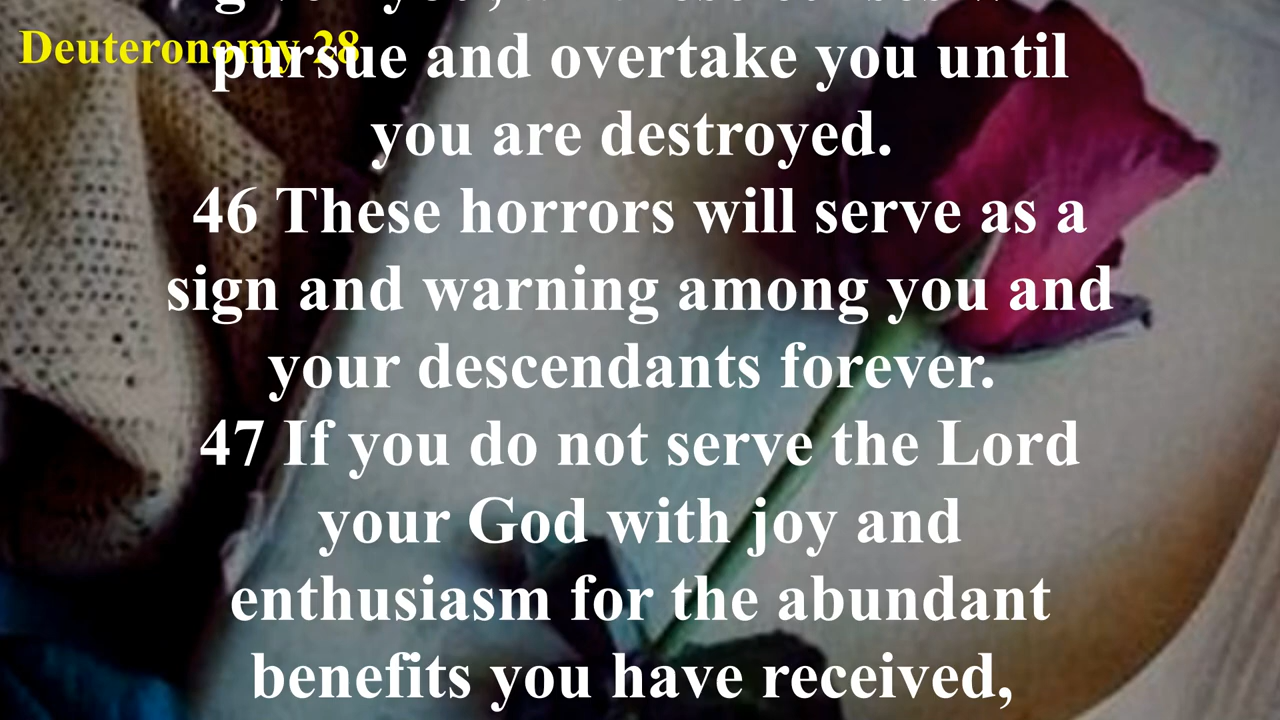 Deuteronomy 28
pursue and overtake you until
you are destroyed.
46 These horrors will serve as a
sign and warning among you and
your descendants forever.
47 If you do not serve the Lord
your God with joy and
enthusiasm for the abundant
benefits you have received,